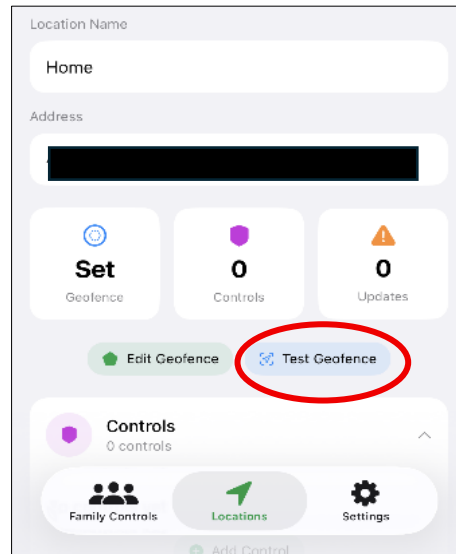 Location Name
Home
Address
Set
0
0
Geofence
Controls
Updates
Edit Geofence
Test Geofence
Controls
0 controls
Family Controls
Locations
Settings
Add Control